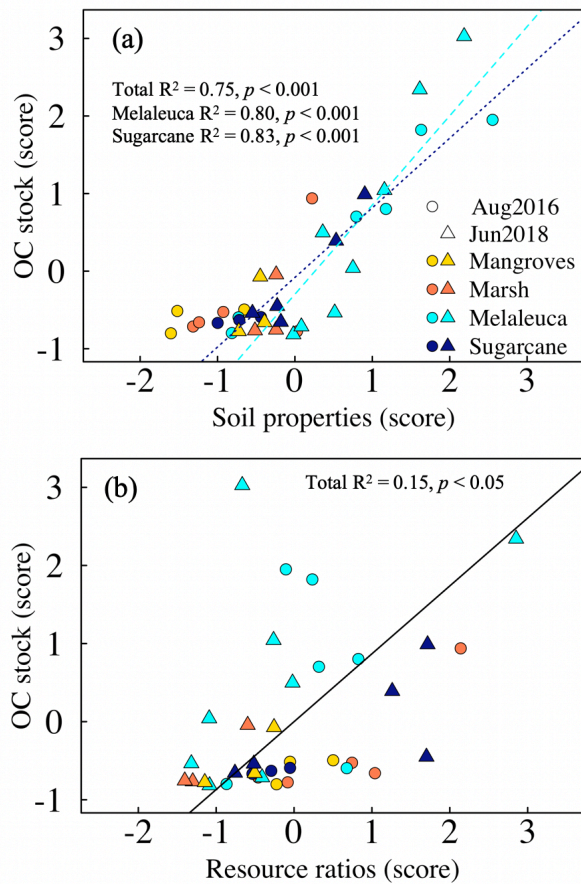 (a)
Total R² = 0.75, p < 0.001
Melaleuca R² = 0.80, p < 0.001
Sugarcane R² = 0.83, p < 0.001
3
2
1
0
-1
OC stock (score)
Aug2016
Jun2018
Mangroves
Marsh
Melaleuca
Sugarcane
-2 -1 0 1 2 3
Soil properties (score)
(b)
Total R² = 0.15, p < 0.05
3
2
1
0
-1
OC stock (score)
-2 -1 0 1 2 3
Resource ratios (score)